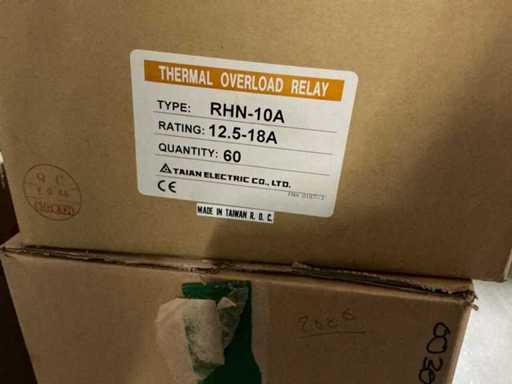 THERMAL OVERLOAD RELAY
TYPE: RHN-10A
RATING: 12.5-18A
QUANTITY: 60
TAIAN ELECTRIC CO., LTD.
CE
MADE IN TAIWAN R. O. C.
Q C